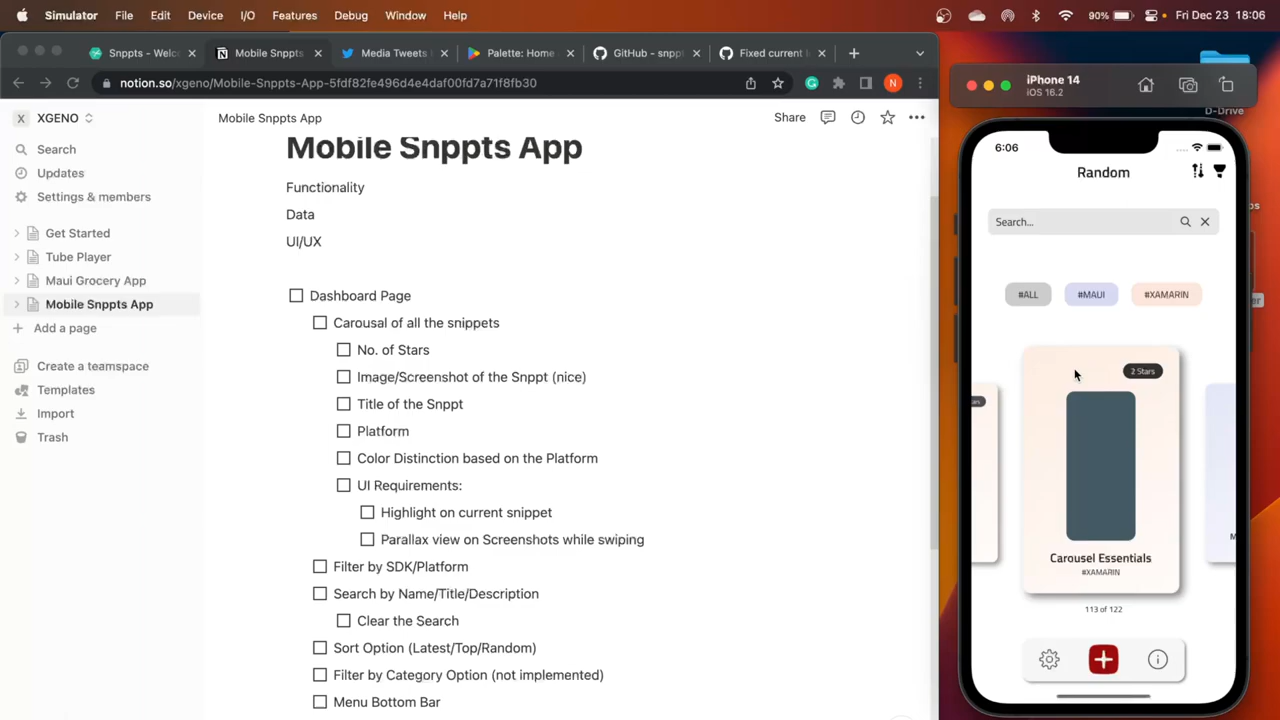 Simulator File Edit Device I/O Features Debug Window Help 90% Fri Dec 23 18:06
Snppts - Welc Mobile Snppts Media Tweets Palette: Home GitHub - snppt Fixed current
notion.so/xgeno/Mobile-Snppts-App-5fdf82fe496d4e4daf00fd7a71f8fb30 N
X XGENO
Search
Updates
Settings & members
Get Started
Tube Player
Maui Grocery App
Mobile Snppts App
Add a page
Create a teamspace
Templates
Import
Trash
Mobile Snppts App Share
Mobile Snppts App
Functionality
Data
UI/UX
Dashboard Page
Carousal of all the snippets
No. of Stars
Image/Screenshot of the Snppt (nice)
Title of the Snppt
Platform
Color Distinction based on the Platform
UI Requirements:
Highlight on current snippet
Parallax view on Screenshots while swiping
Filter by SDK/Platform
Search by Name/Title/Description
Clear the Search
Sort Option (Latest/Top/Random)
Filter by Category Option (not implemented)
Menu Bottom Bar
iPhone 14
iOS 16.2
D-Drive
6:06
Random
Search...
#ALL #MAUI #XAMARIN
2 Stars
Carousel Essentials
#XAMARIN
113 of 122